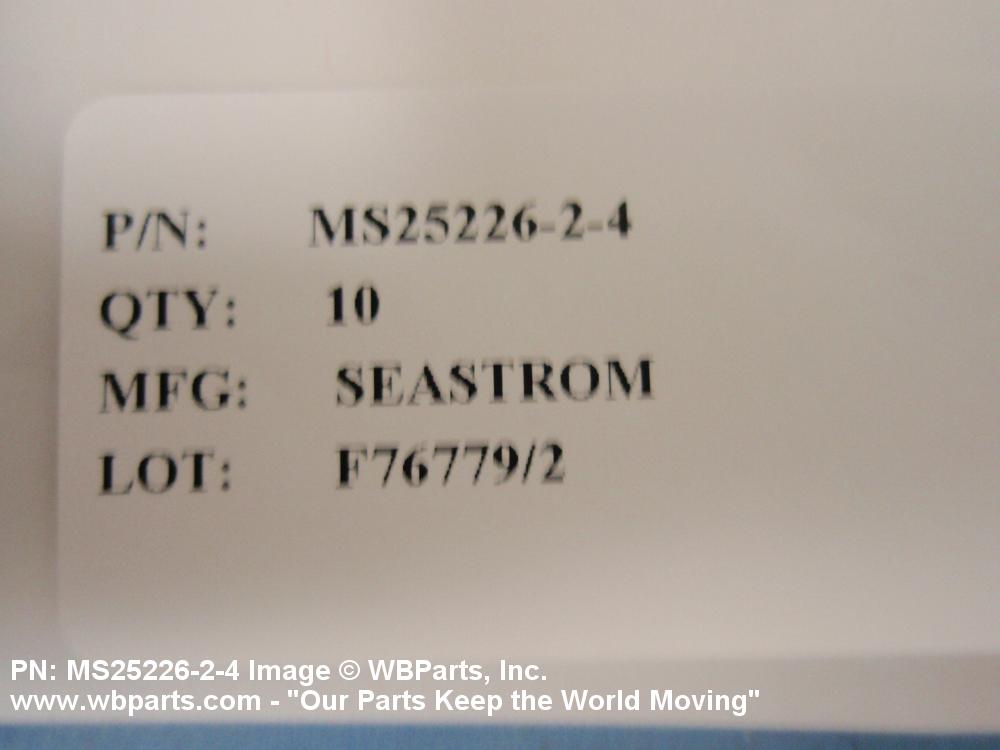 P/N: MS25226-2-4
QTY: 10
MFG: SEASTROM
LOT: F76779/2
PN: MS25226-2-4 Image © WBParts, Inc.
www.wbparts.com - "Our Parts Keep the World Moving"